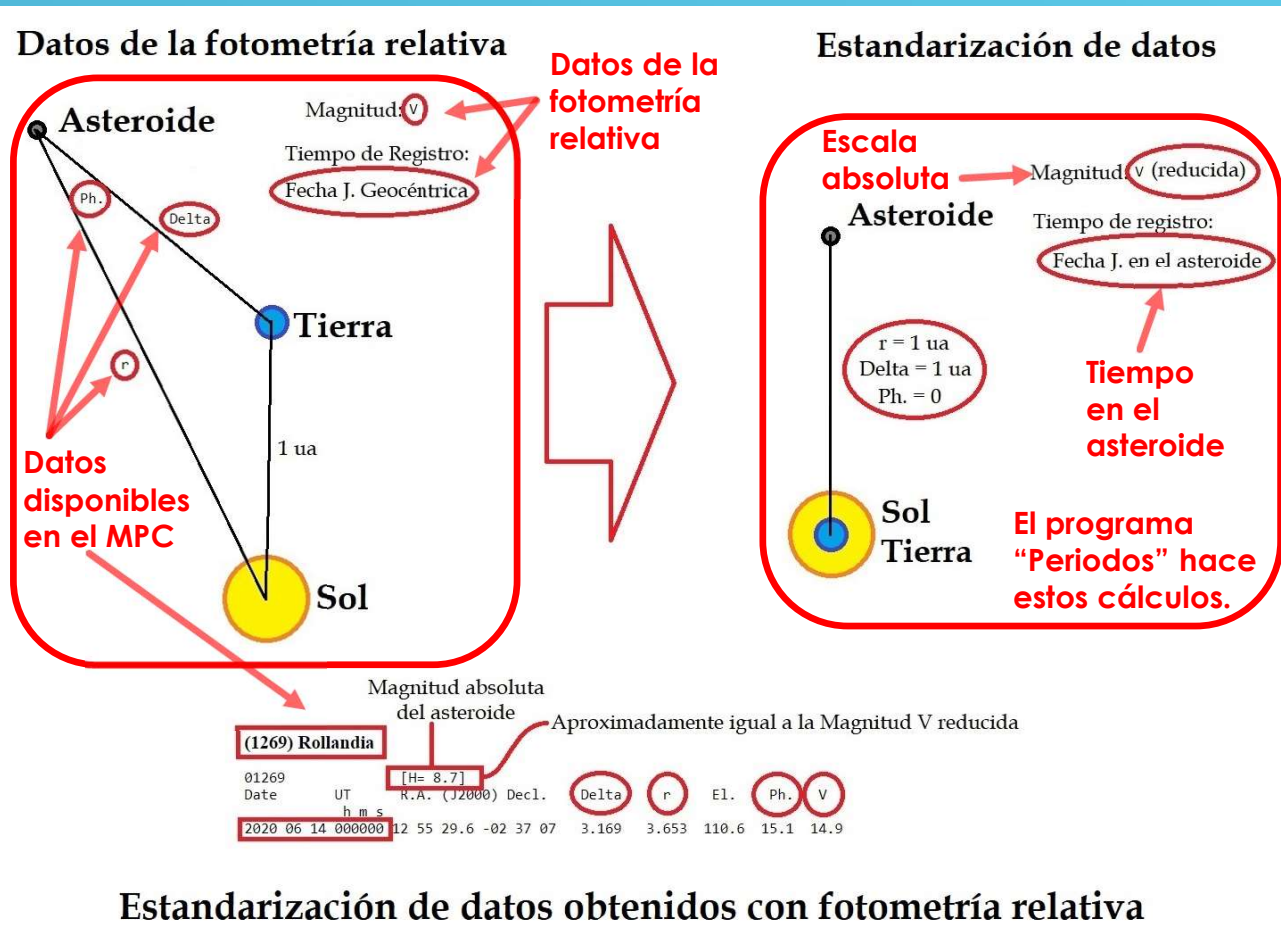 Datos de la fotometría relativa
Asteroide
Magnitud: V
Tiempo de Registro:
Fecha J. Geocéntrica
Ph.
Delta
r
Tierra
1 ua
Sol
Datos
disponibles
en el MPC
Datos de la
fotometría
relativa
Estandarización de datos
Escala
absoluta
Magnitud: V (reducida)
Asteroide
Tiempo de registro:
Fecha J. en el asteroide
r = 1 ua
Delta = 1 ua
Ph. = 0
Tiempo
en el
asteroide
Sol
Tierra
El programa
“Periodos” hace
estos cálculos.
Magnitud absoluta
del asteroide
Aproximadamente igual a la Magnitud V reducida
(1269) Rollandia
01269 [H= 8.7]
Date UT R.A. (J2000) Decl. Delta r El. Ph. V
h m s
2020 06 14 000000 12 55 29.6 -02 37 07 3.169 3.653 110.6 15.1 14.9
Estandarización de datos obtenidos con fotometría relativa